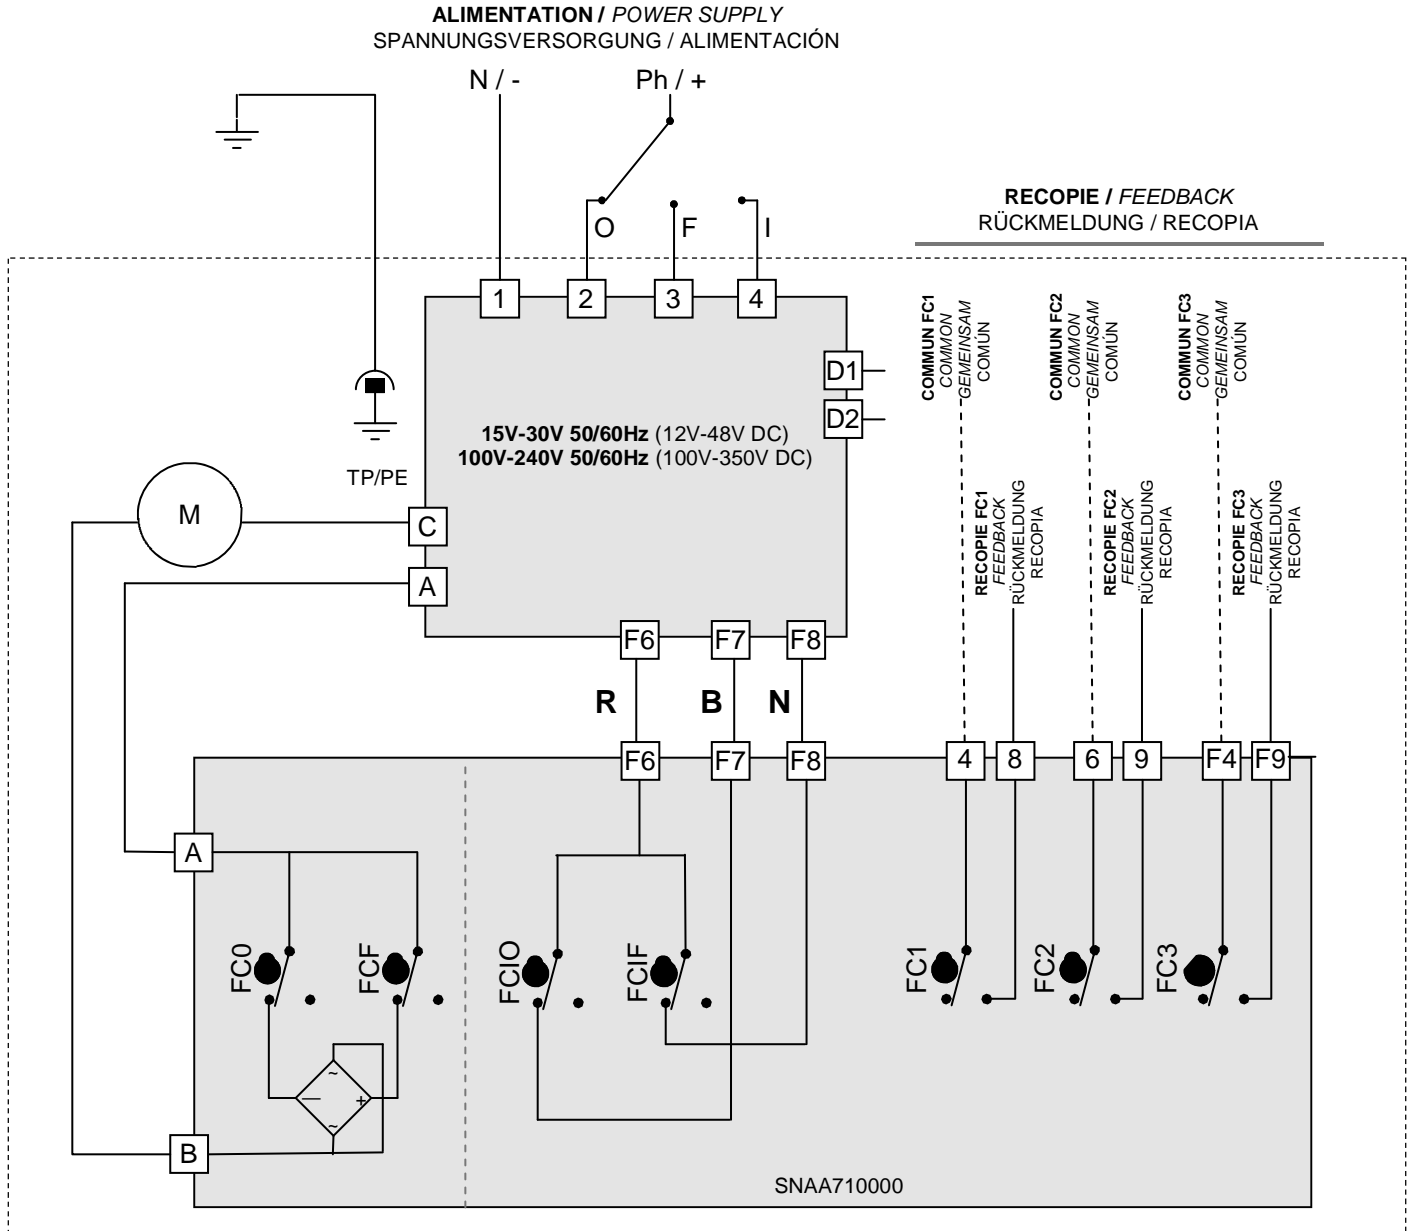 ALIMENTATION / POWER SUPPLY
SPANNUNGSVERSORGUNG / ALIMENTACIÓN
N / -
Ph / +
RECOPIE / FEEDBACK
RÜCKMELDUNG / RECOPIA
O
F
I
1
2
3
4
D1
D2
COMMUN FC1
COMMON
GEMEINSAM
COMÚN
COMMUN FC2
COMMON
GEMEINSAM
COMÚN
COMMUN FC3
COMMON
GEMEINSAM
COMÚN
15V-30V 50/60Hz (12V-48V DC)
100V-240V 50/60Hz (100V-350V DC)
TP/PE
M
C
A
RECOPIE FC1
FEEDBACK
RÜCKMELDUNG
RECOPIA
RECOPIE FC2
FEEDBACK
RÜCKMELDUNG
RECOPIA
RECOPIE FC3
FEEDBACK
RÜCKMELDUNG
RECOPIA
F6
F7
F8
R
B
N
F6
F7
F8
4
8
6
9
F4
F9
A
FC0
FCF
FCIO
FCIF
FC1
FC2
FC3
~
— +
~
B
SNAA710000